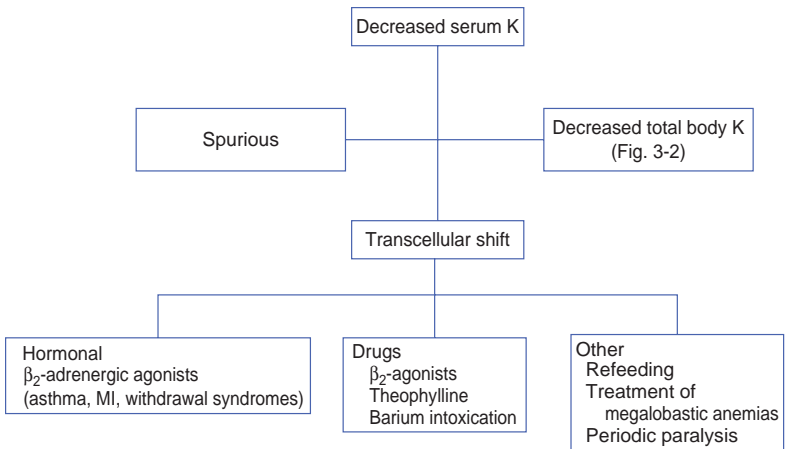 Decreased serum K
Spurious
Decreased total body K
(Fig. 3-2)
Transcellular shift
Hormonal
β₂-adrenergic agonists
(asthma, MI, withdrawal syndromes)
Drugs
β₂-agonists
Theophylline
Barium intoxication
Other
Refeeding
Treatment of
megalobastic anemias
Periodic paralysis